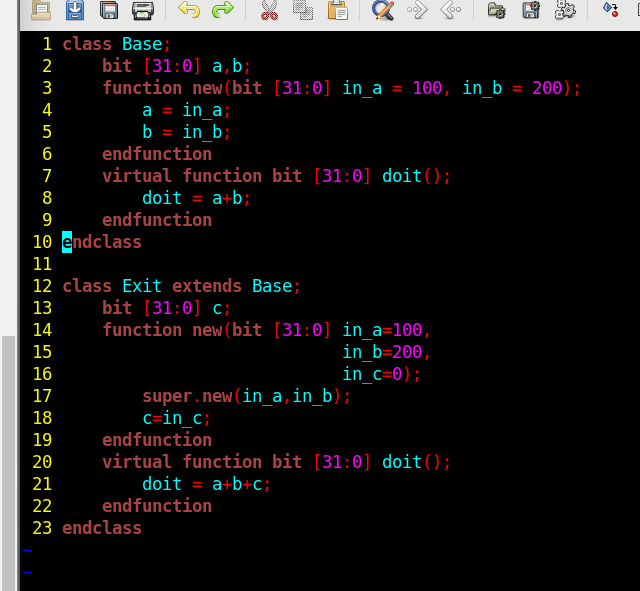 1 class Base;
2     bit [31:0] a,b;
3     function new(bit [31:0] in_a = 100, in_b = 200);
4         a = in_a;
5         b = in_b;
6     endfunction
7     virtual function bit [31:0] doit();
8         doit = a+b;
9     endfunction
10 endclass
11
12 class Exit extends Base;
13     bit [31:0] c;
14     function new(bit [31:0] in_a=100,
15                             in_b=200,
16                             in_c=0);
17         super.new(in_a,in_b);
18         c=in_c;
19     endfunction
20     virtual function bit [31:0] doit();
21         doit = a+b+c;
22     endfunction
23 endclass
~
~